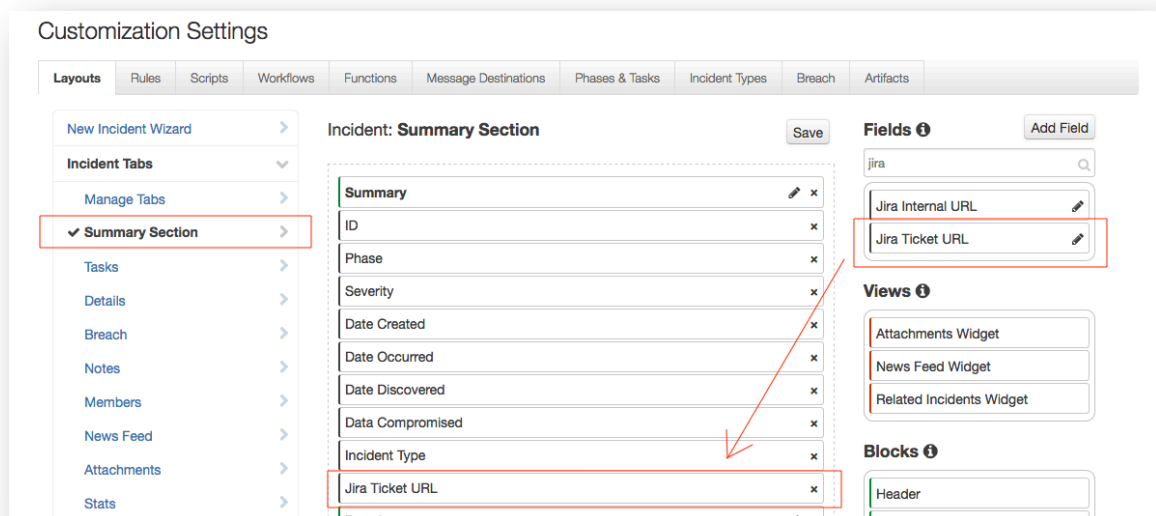 Customization Settings
Layouts Rules Scripts Workflows Functions Message Destinations Phases & Tasks Incident Types Breach Artifacts
New Incident Wizard
Incident Tabs
Manage Tabs
Summary Section
Tasks
Details
Breach
Notes
Members
News Feed
Attachments
Stats
Incident: Summary Section
Save
Summary
ID
Phase
Severity
Date Created
Date Occurred
Date Discovered
Data Compromised
Incident Type
Jira Ticket URL
Fields
Add Field
jira
Jira Internal URL
Jira Ticket URL
Views
Attachments Widget
News Feed Widget
Related Incidents Widget
Blocks
Header